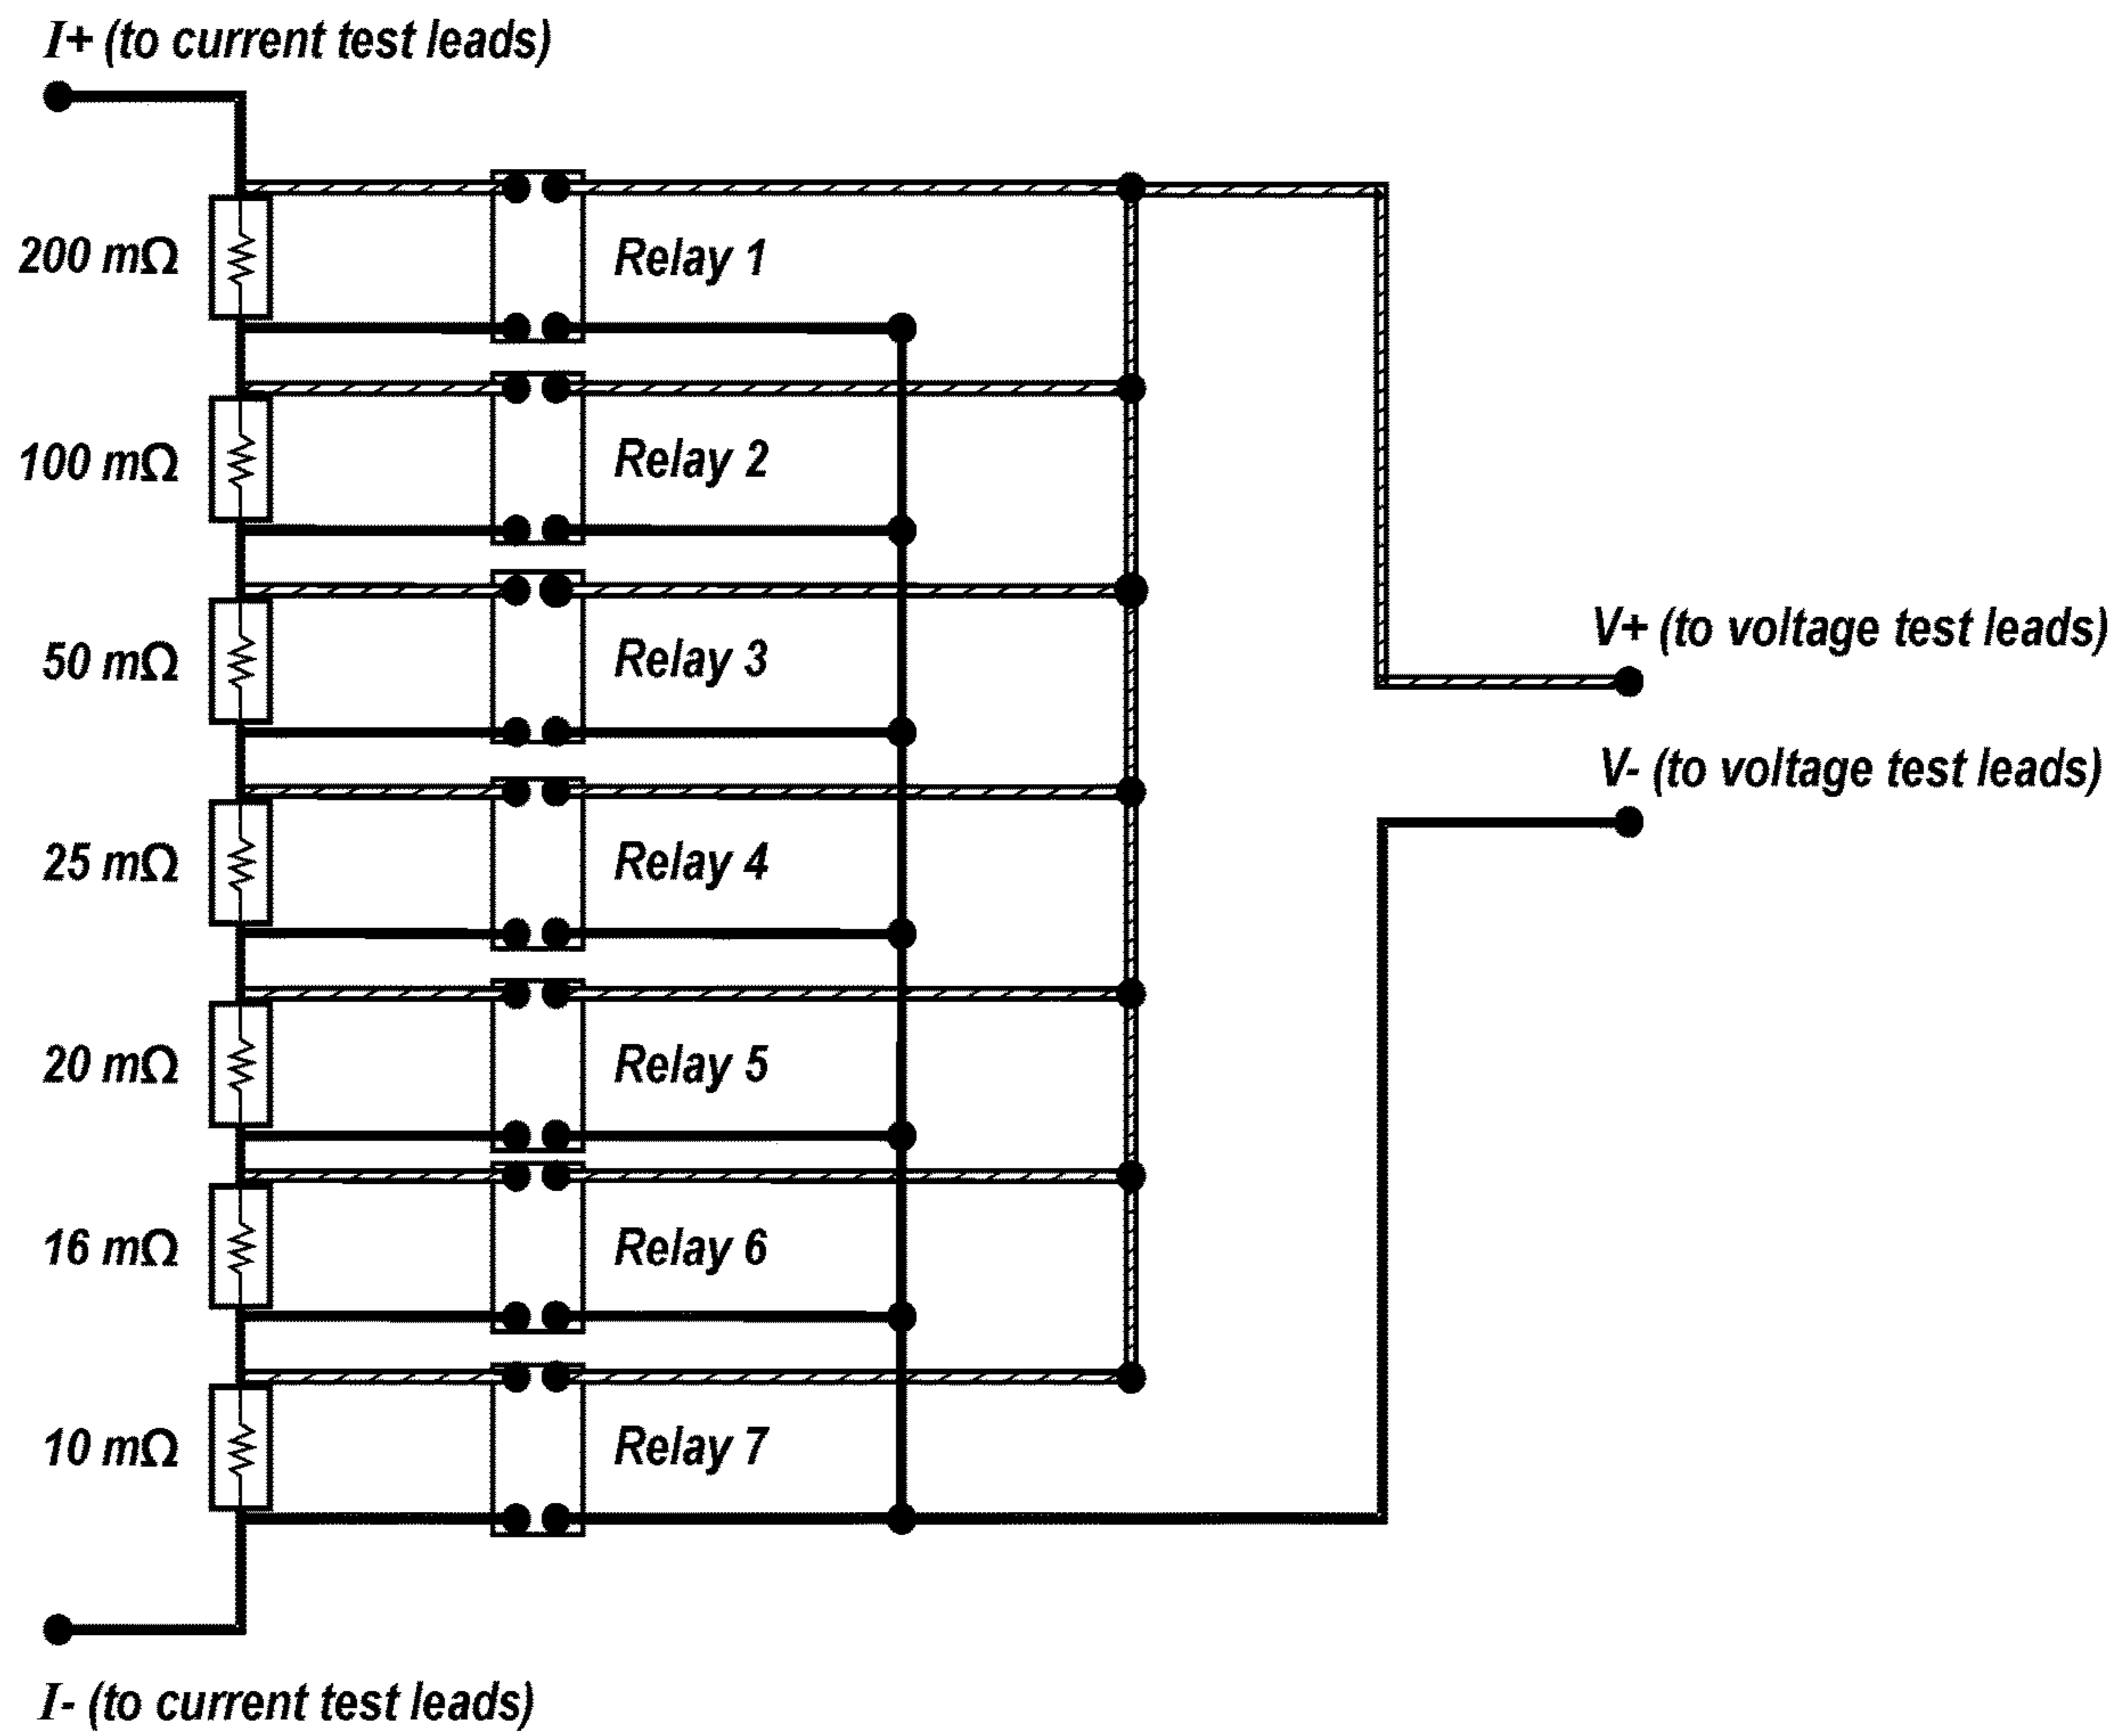 I+ (to current test leads)
200 mΩ
Relay 1
100 mΩ
Relay 2
50 mΩ
Relay 3
V+ (to voltage test leads)
V- (to voltage test leads)
25 mΩ
Relay 4
20 mΩ
Relay 5
16 mΩ
Relay 6
10 mΩ
Relay 7
I- (to current test leads)